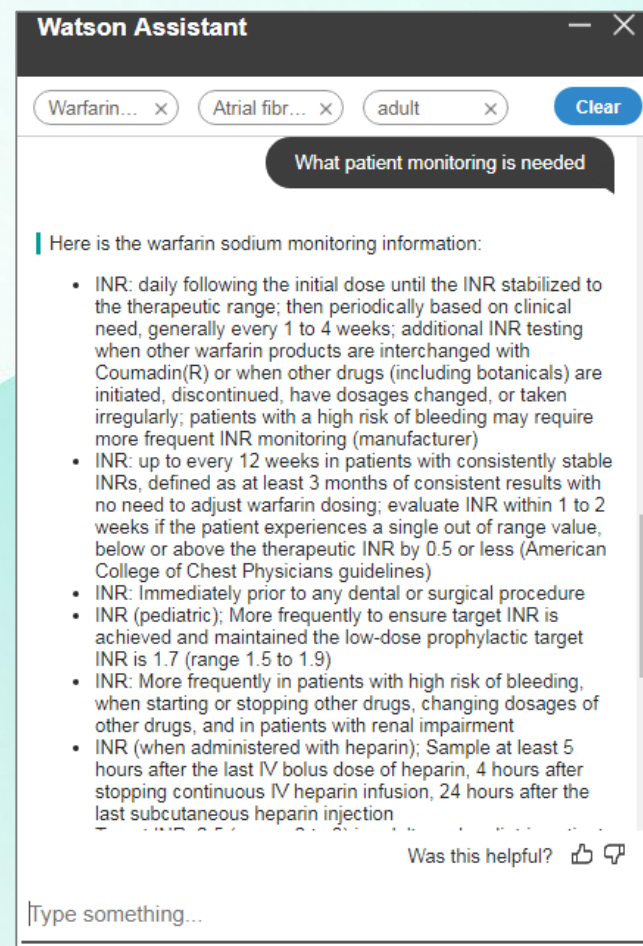 Watson Assistant
Warfarin... × Atrial fibr... × adult × Clear
What patient monitoring is needed
Here is the warfarin sodium monitoring information:
• INR: daily following the initial dose until the INR stabilized to
the therapeutic range; then periodically based on clinical
need, generally every 1 to 4 weeks; additional INR testing
when other warfarin products are interchanged with
Coumadin(R) or when other drugs (including botanicals) are
initiated, discontinued, have dosages changed, or taken
irregularly; patients with a high risk of bleeding may require
more frequent INR monitoring (manufacturer)
• INR: up to every 12 weeks in patients with consistently stable
INRs, defined as at least 3 months of consistent results with
no need to adjust warfarin dosing; evaluate INR within 1 to 2
weeks if the patient experiences a single out of range value,
below or above the therapeutic INR by 0.5 or less (American
College of Chest Physicians guidelines)
• INR: Immediately prior to any dental or surgical procedure
• INR (pediatric); More frequently to ensure target INR is
achieved and maintained the low-dose prophylactic target
INR is 1.7 (range 1.5 to 1.9)
• INR: More frequently in patients with high risk of bleeding,
when starting or stopping other drugs, changing dosages of
other drugs, and in patients with renal impairment
• INR (when administered with heparin); Sample at least 5
hours after the last IV bolus dose of heparin, 4 hours after
stopping continuous IV heparin infusion, 24 hours after the
last subcutaneous heparin injection
Was this helpful?
Type something...